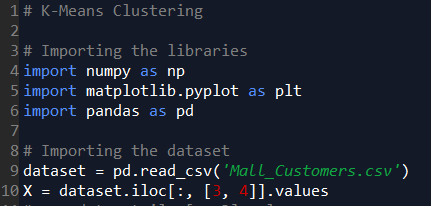 1 # K-Means Clustering
2
3 # Importing the libraries
4 import numpy as np
5 import matplotlib.pyplot as plt
6 import pandas as pd
7
8 # Importing the dataset
9 dataset = pd.read_csv('Mall_Customers.csv')
10 X = dataset.iloc[:, [3, 4]].values